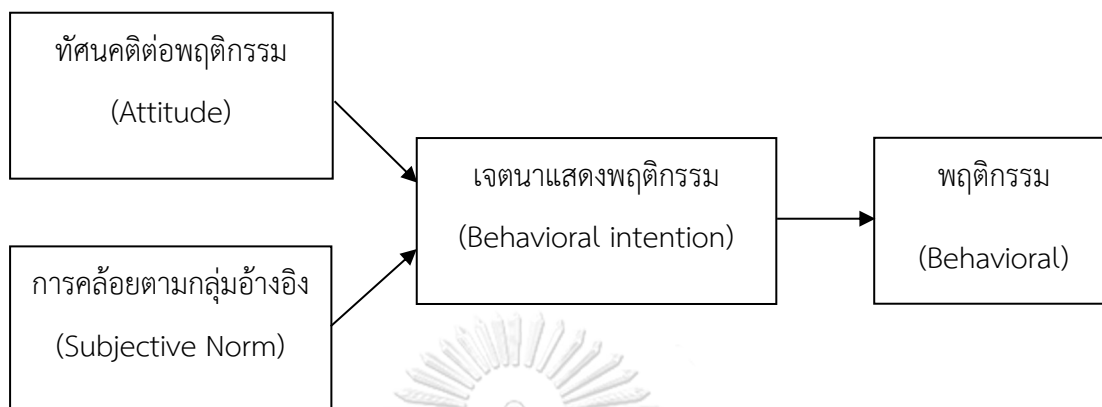 ทัศนคติต่อพฤติกรรม
(Attitude)
การคล้อยตามกลุ่มอ้างอิง
(Subjective Norm)
เจตนาแสดงพฤติกรรม
(Behavioral intention)
พฤติกรรม
(Behavioral)